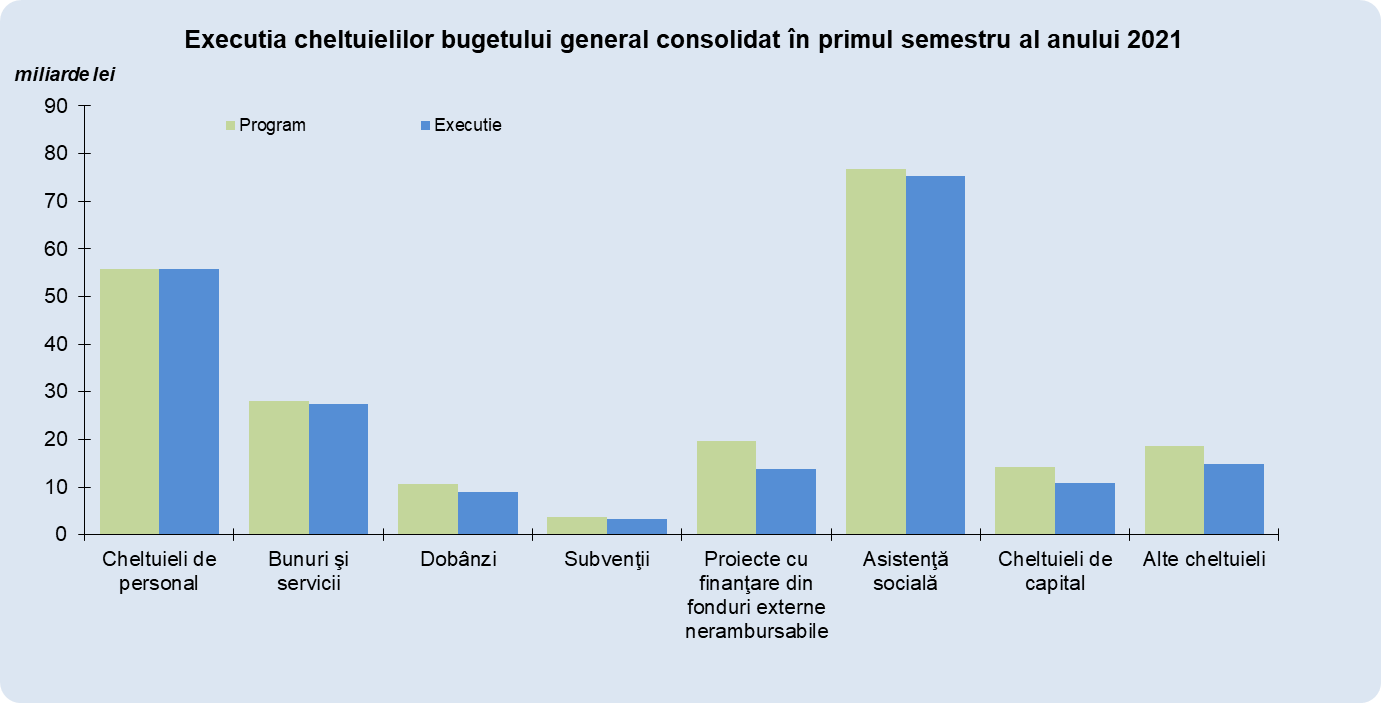 Executia cheltuielilor bugetului general consolidat în primul semestru al anului 2021
miliarde lei
90
80
70
60
50
40
30
20
10
0
Program
Executie
Cheltuieli de
personal
Bunuri şi
servicii
Dobânzi
Subvenţii
Proiecte cu
finanţare din
fonduri externe
nerambursabile
Asistenţă
socială
Cheltuieli de
capital
Alte cheltuieli